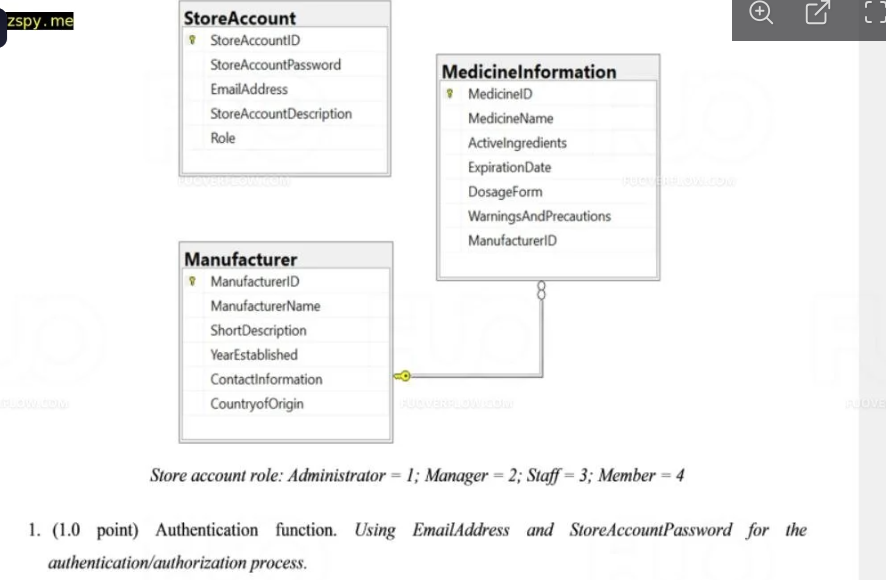 zspy.me
StoreAccount
StoreAccountID
StoreAccountPassword
EmailAddress
StoreAccountDescription
Role
MedicineInformation
MedicineID
MedicineName
ActiveIngredients
ExpirationDate
DosageForm
WarningsAndPrecautions
ManufacturerID
Manufacturer
ManufacturerID
ManufacturerName
ShortDescription
YearEstablished
ContactInformation
CountryofOrigin
Store account role: Administrator = 1; Manager = 2; Staff = 3; Member = 4
1. (1.0 point) Authentication function. Using EmailAddress and StoreAccountPassword for the
authentication/authorization process.